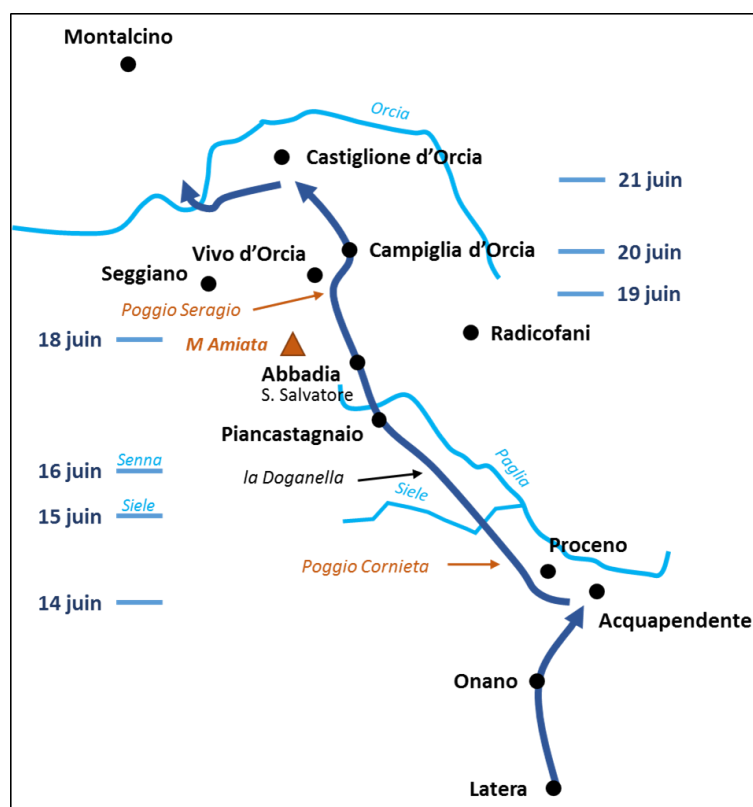 Montalcino
Orcia
Castiglione d'Orcia
21 juin
Vivo d'Orcia
Campiglia d'Orcia
20 juin
Seggiano
19 juin
Poggio Seragio
Radicofani
18 juin
M Amiata
Abbadia
S. Salvatore
Piancastagnaio
Senna
16 juin
la Doganella
Paglia
Siele
15 juin
Siele
Proceno
Poggio Cornieta
14 juin
Acquapendente
Onano
Latera